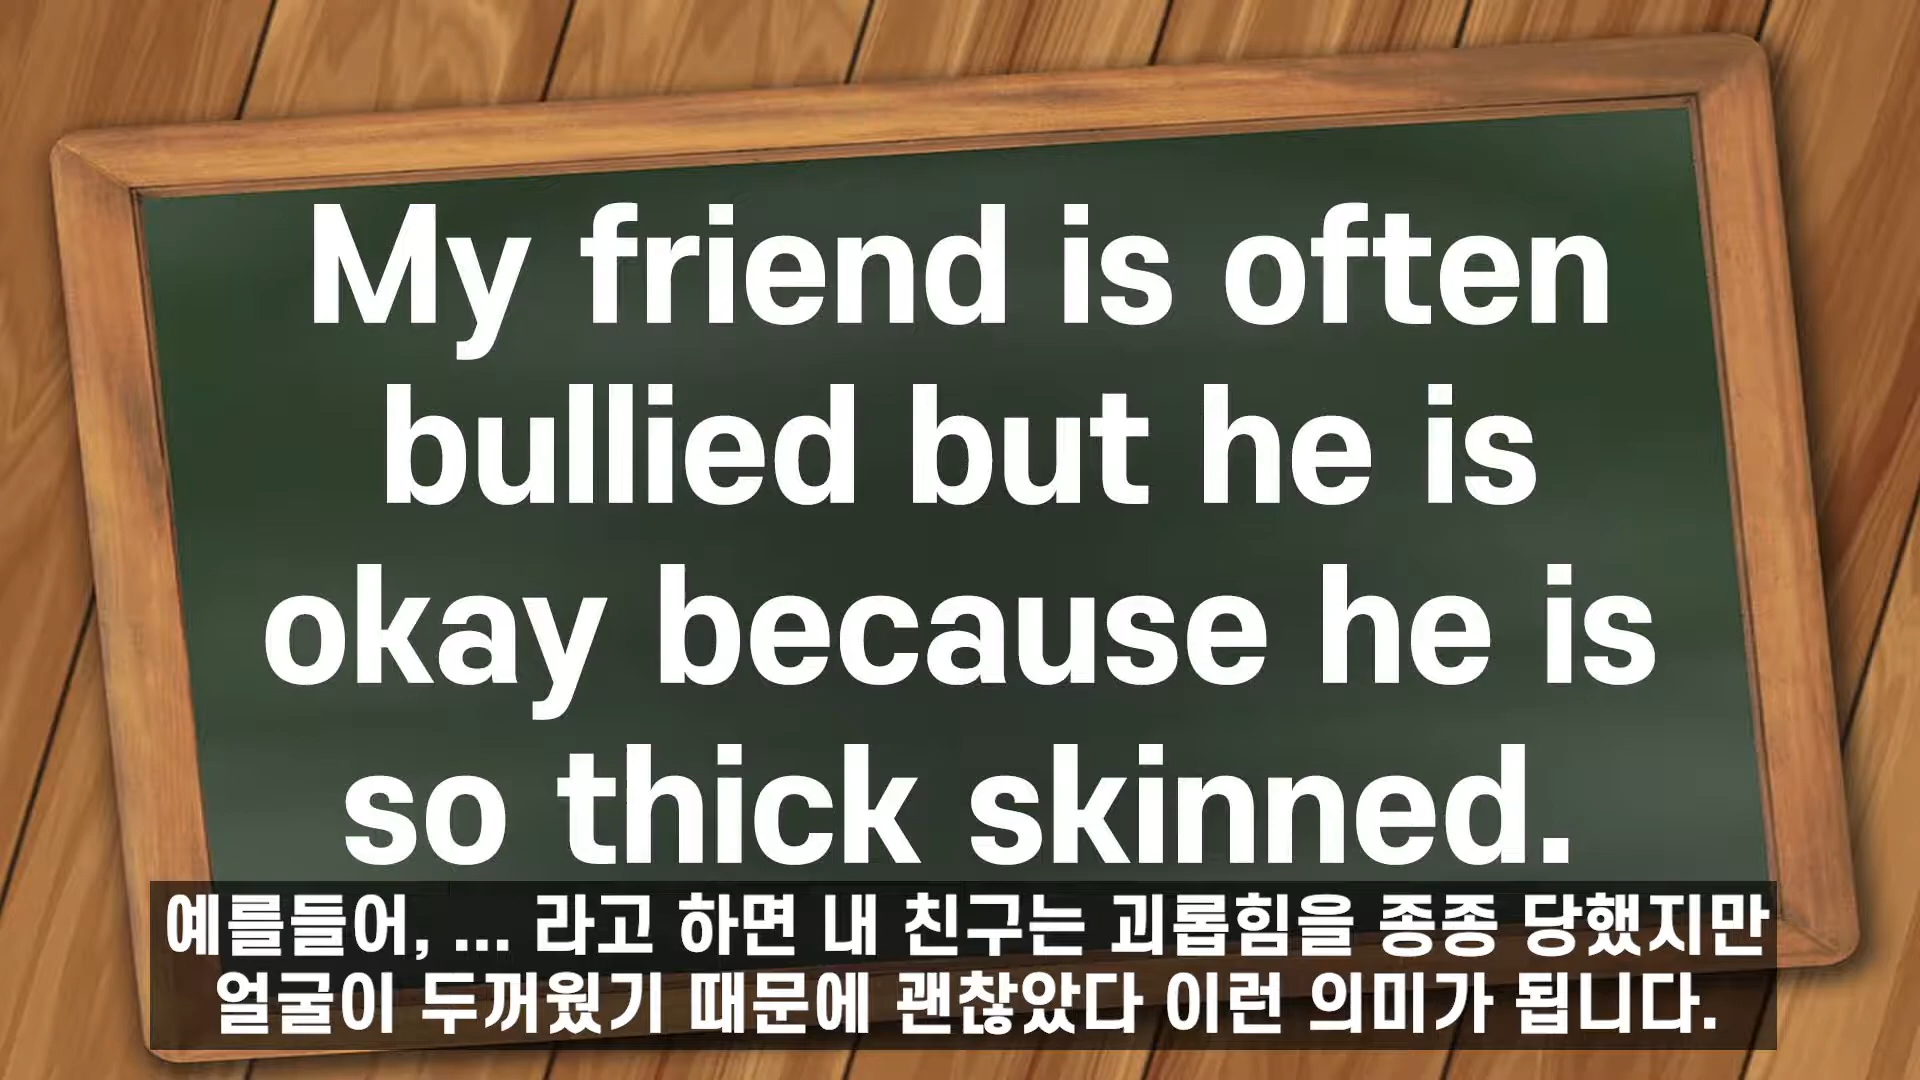 My friend is often
bullied but he is
okay because he is
so thick skinned.
예를들어, ... 라고 하면 내 친구는 괴롭힘을 종종 당했지만
얼굴이 두꺼웠기 때문에 괜찮았다 이런 의미가 됩니다.